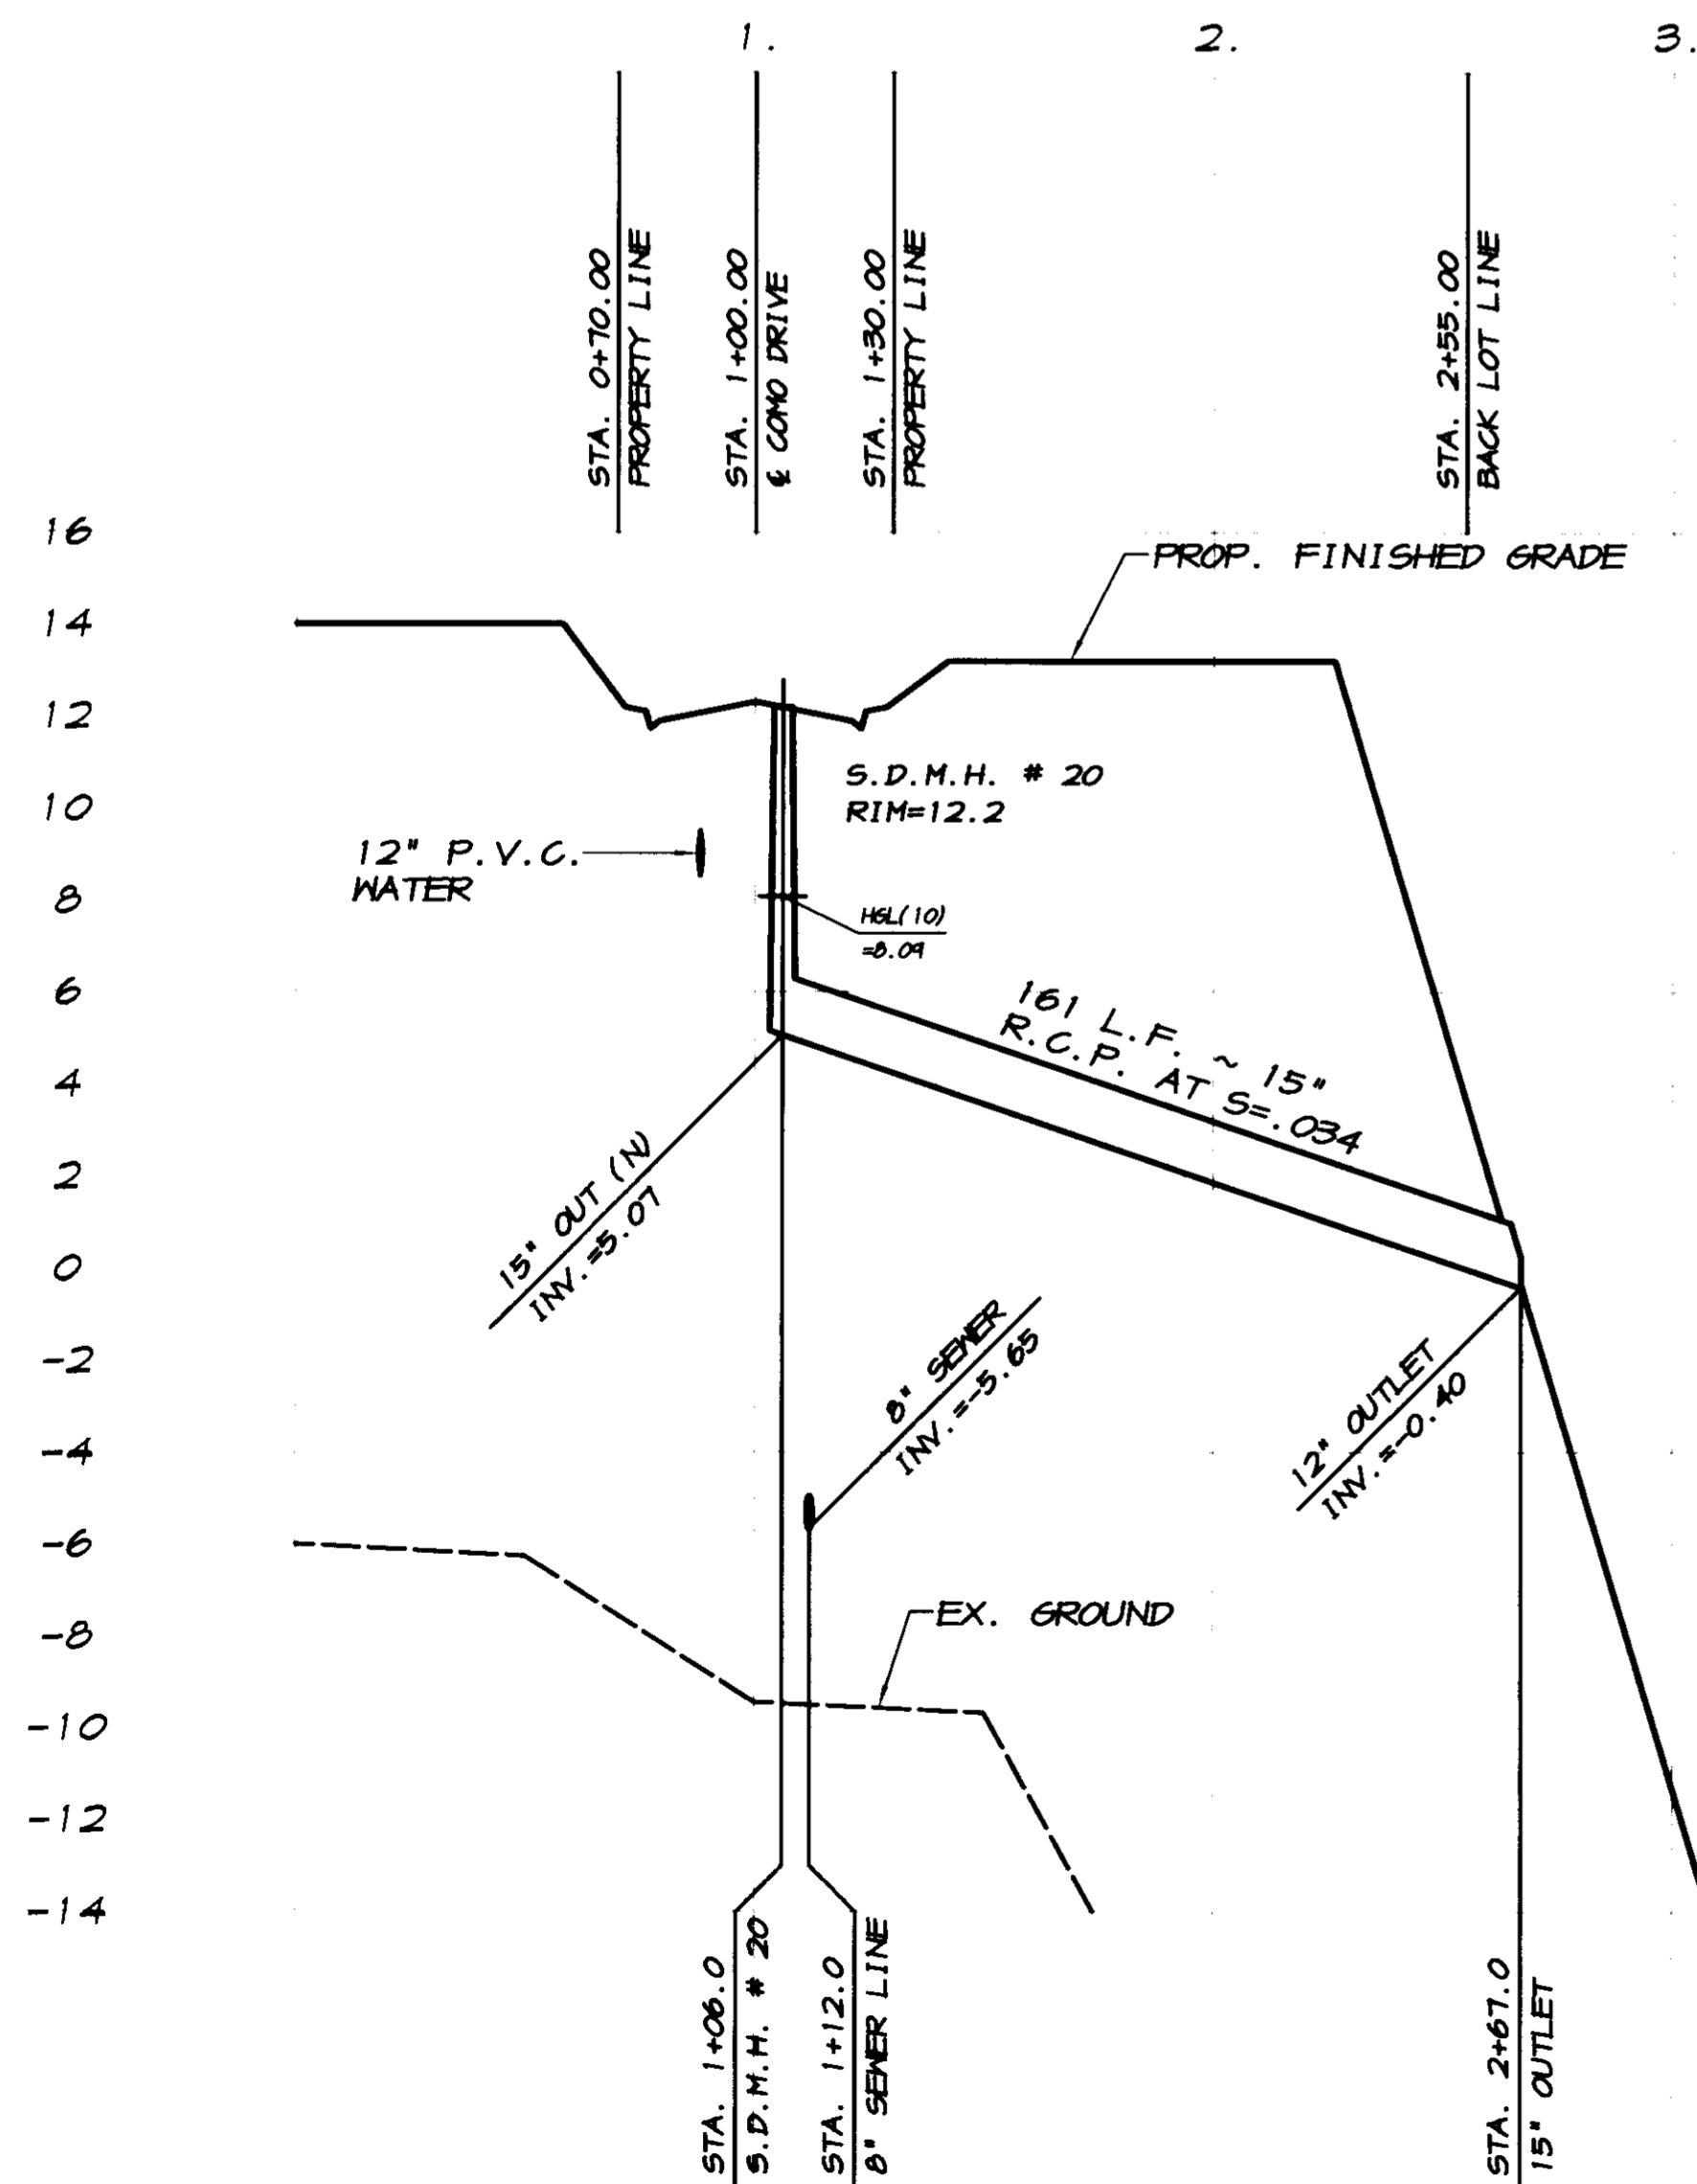 1.
2.
3.
STA. 0+70.00
PROPERTY LINE
STA. 1+00.00
℄ COMO DRIVE
STA. 1+30.00
PROPERTY LINE
STA. 2+55.00
BACK LOT LINE
16
14
12
10
8
6
4
2
0
-2
-4
-6
-8
-10
-12
-14
PROP. FINISHED GRADE
S.D.M.H. # 20
RIM=12.2
12" P.V.C.
WATER
HGL(10)
=8.09
161 L.F. ~ 15"
R.C.P. AT S=.034
15" OUT (N)
INV.=5.07
8" SEWER
INV.=-5.65
12" OUTLET
INV.=-0.40
EX. GROUND
STA. 1+06.0
S.D.M.H. # 20
STA. 1+12.0
8" SEWER LINE
STA. 2+67.0
15" OUTLET